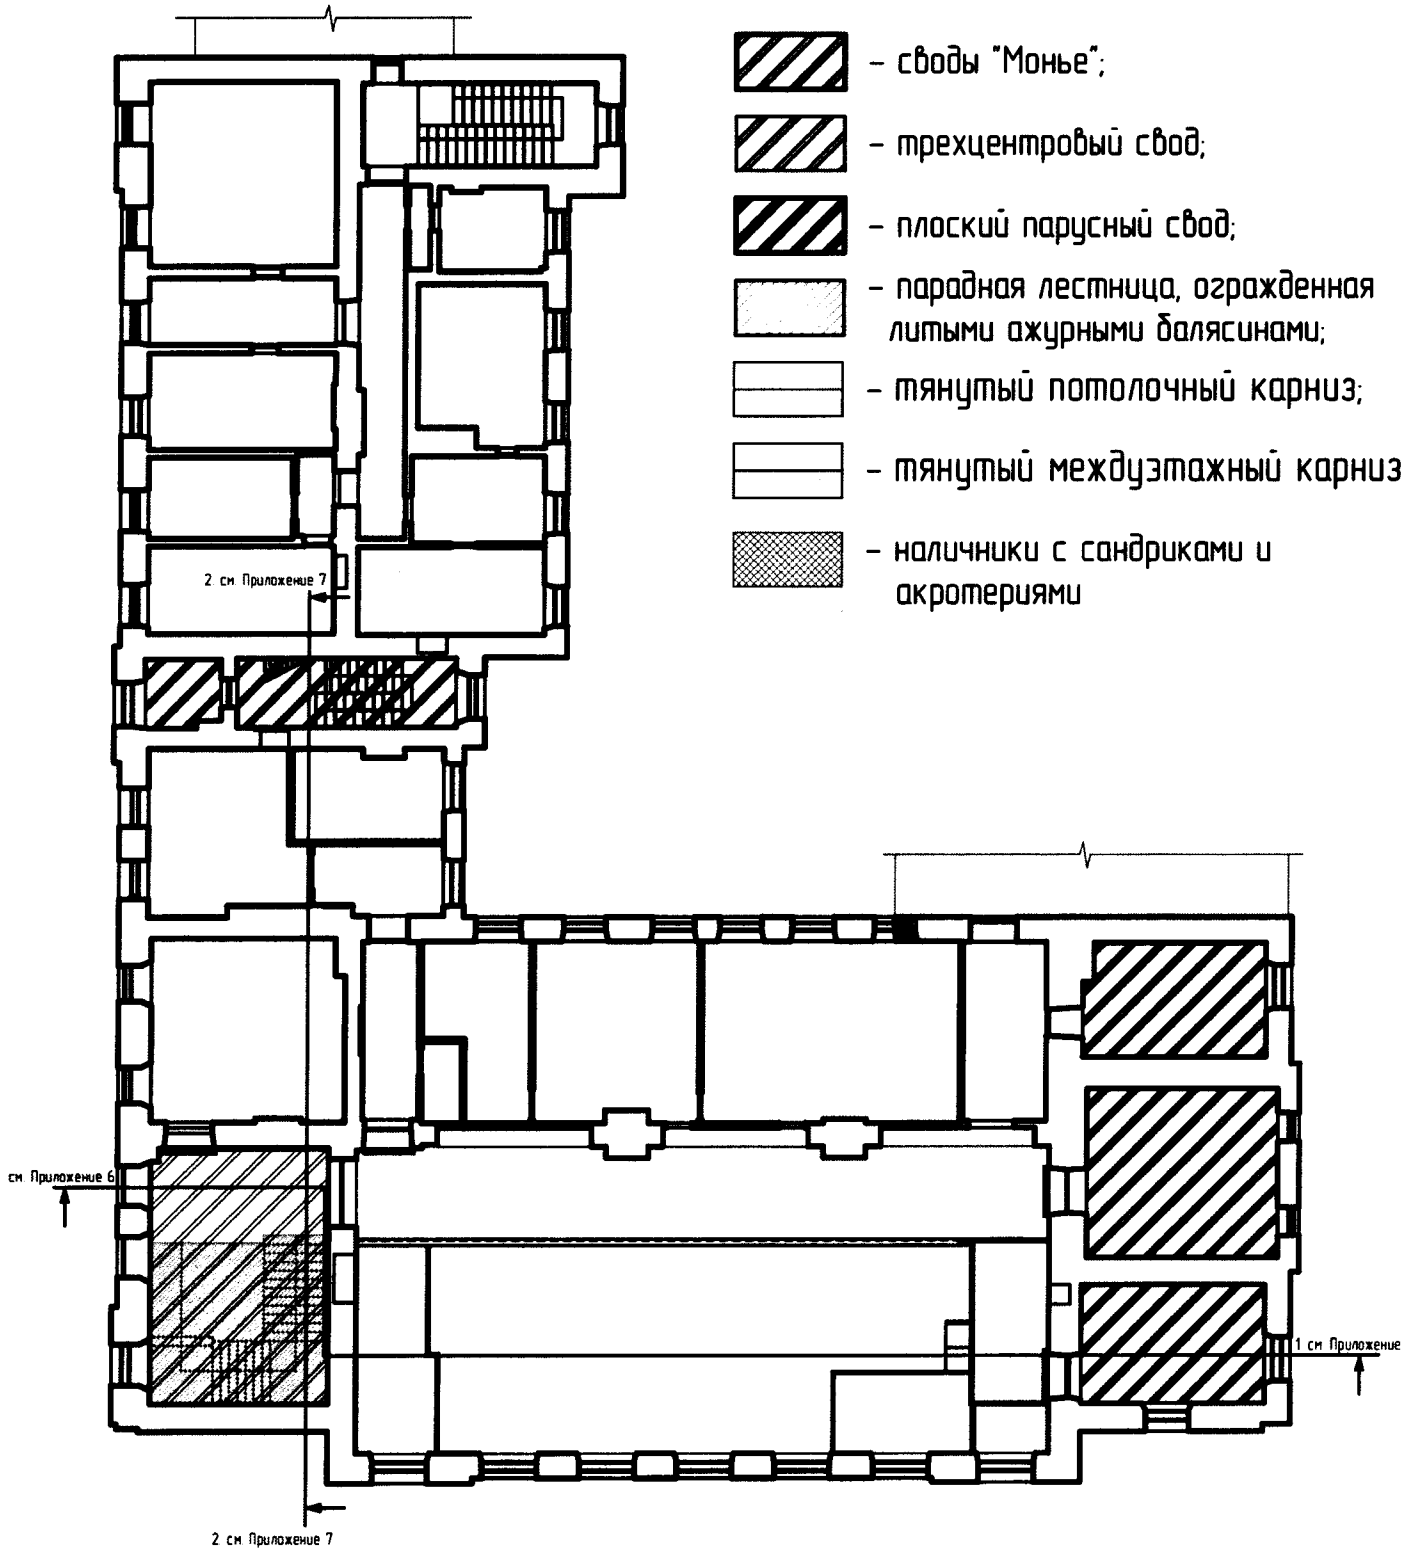 – своды "Монье";
– трехцентровый свод;
– плоский парусный свод;
– парадная лестница, огражденная
литыми ажурными балясинами;
– тянутый потолочный карниз;
– тянутый междуэтажный карниз
– наличники с сандриками и
акротериями
2 см. Приложение 7
см. Приложение 6
1 см. Приложение
2 см. Приложение 7